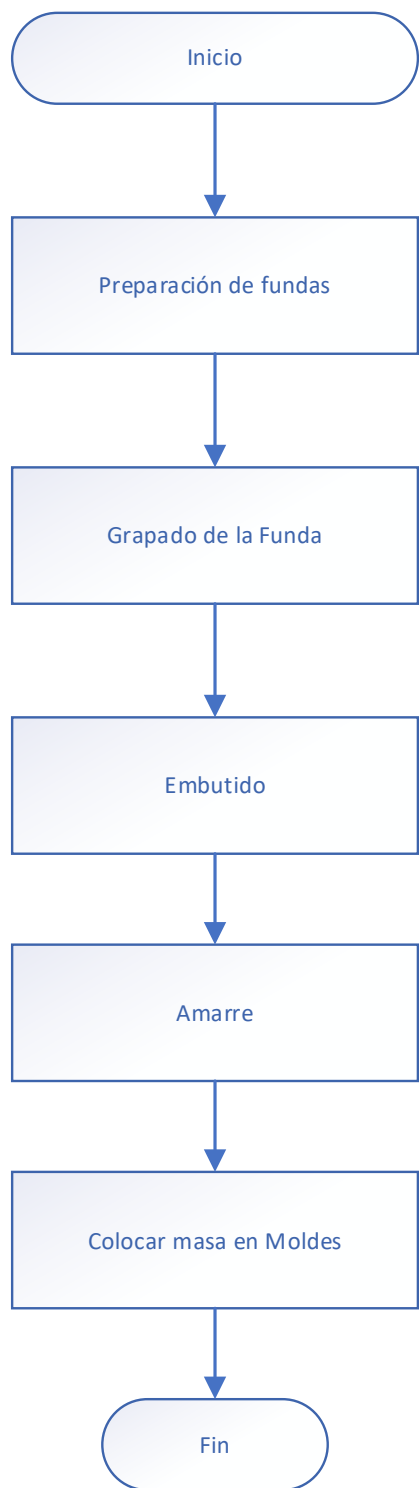 Inicio
Preparación de fundas
Grapado de la Funda
Embutido
Amarre
Colocar masa en Moldes
Fin